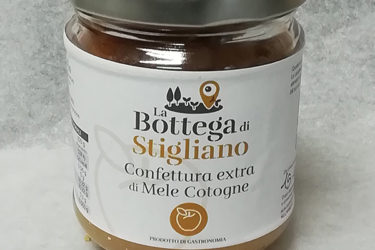 La
Bottega di
Stigliano
Confettura extra
di Mele Cotogne
PRODOTTO DI GASTRONOMIA